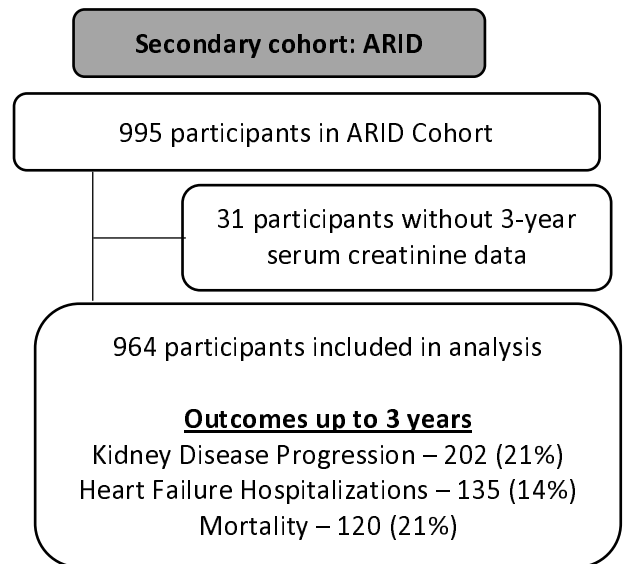 Secondary cohort: ARID
995 participants in ARID Cohort
31 participants without 3-year
serum creatinine data
964 participants included in analysis
Outcomes up to 3 years
Kidney Disease Progression – 202 (21%)
Heart Failure Hospitalizations – 135 (14%)
Mortality – 120 (21%)